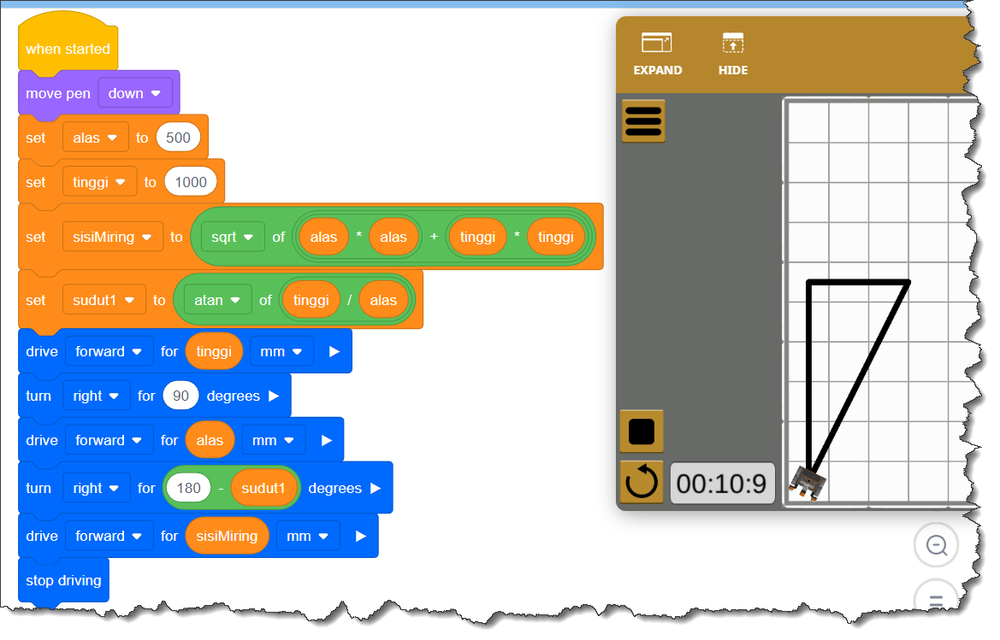 when started
move pen down
set alas to 500
set tinggi to 1000
set sisiMiring to sqrt of alas * alas + tinggi * tinggi
set sudut1 to atan of tinggi / alas
drive forward for tinggi mm
turn right for 90 degrees
drive forward for alas mm
turn right for 180 - sudut1 degrees
drive forward for sisiMiring mm
stop driving
EXPAND HIDE
00:10:9